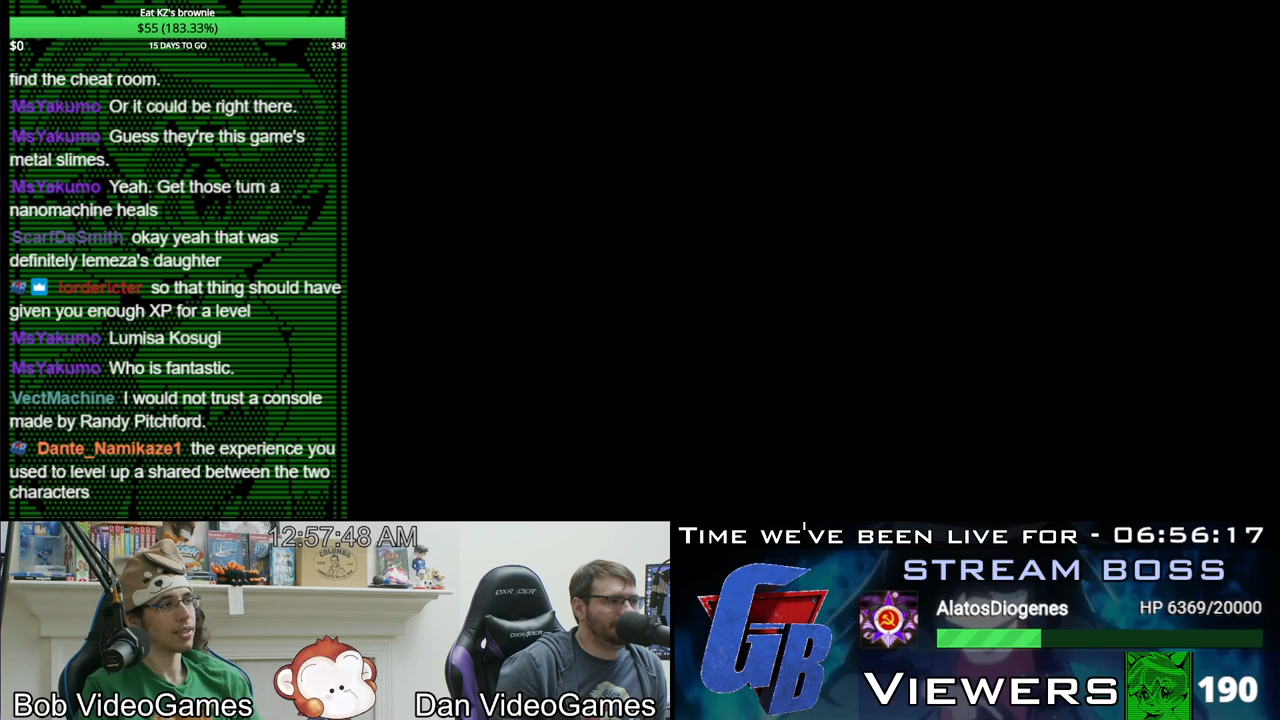 Eat KZ's brownie
$55 (183.33%)
$0 15 DAYS TO GO $30
find the cheat room.
MsYakumo Or it could be right there.
MsYakumo Guess they're this game's
metal slimes.
MsYakumo Yeah. Get those turn a
nanomachine heals
ScarfDeSmith okay yeah that was
definitely lemeza's daughter
lordericter so that thing should have
given you enough XP for a level
MsYakumo Lumisa Kosugi
MsYakumo Who is fantastic.
VectMachine I would not trust a console
made by Randy Pitchford.
Dante_Namikaze1 the experience you
used to level up a shared between the two
characters
12:57:48 AM
COLUMBO
DXRACER
DXRACER
Bob VideoGames
Dan VideoGames
TIME WE'VE BEEN LIVE FOR - 06:56:17
STREAM BOSS
AlatosDiogenes HP 6369/20000
GB
VIEWERS 190